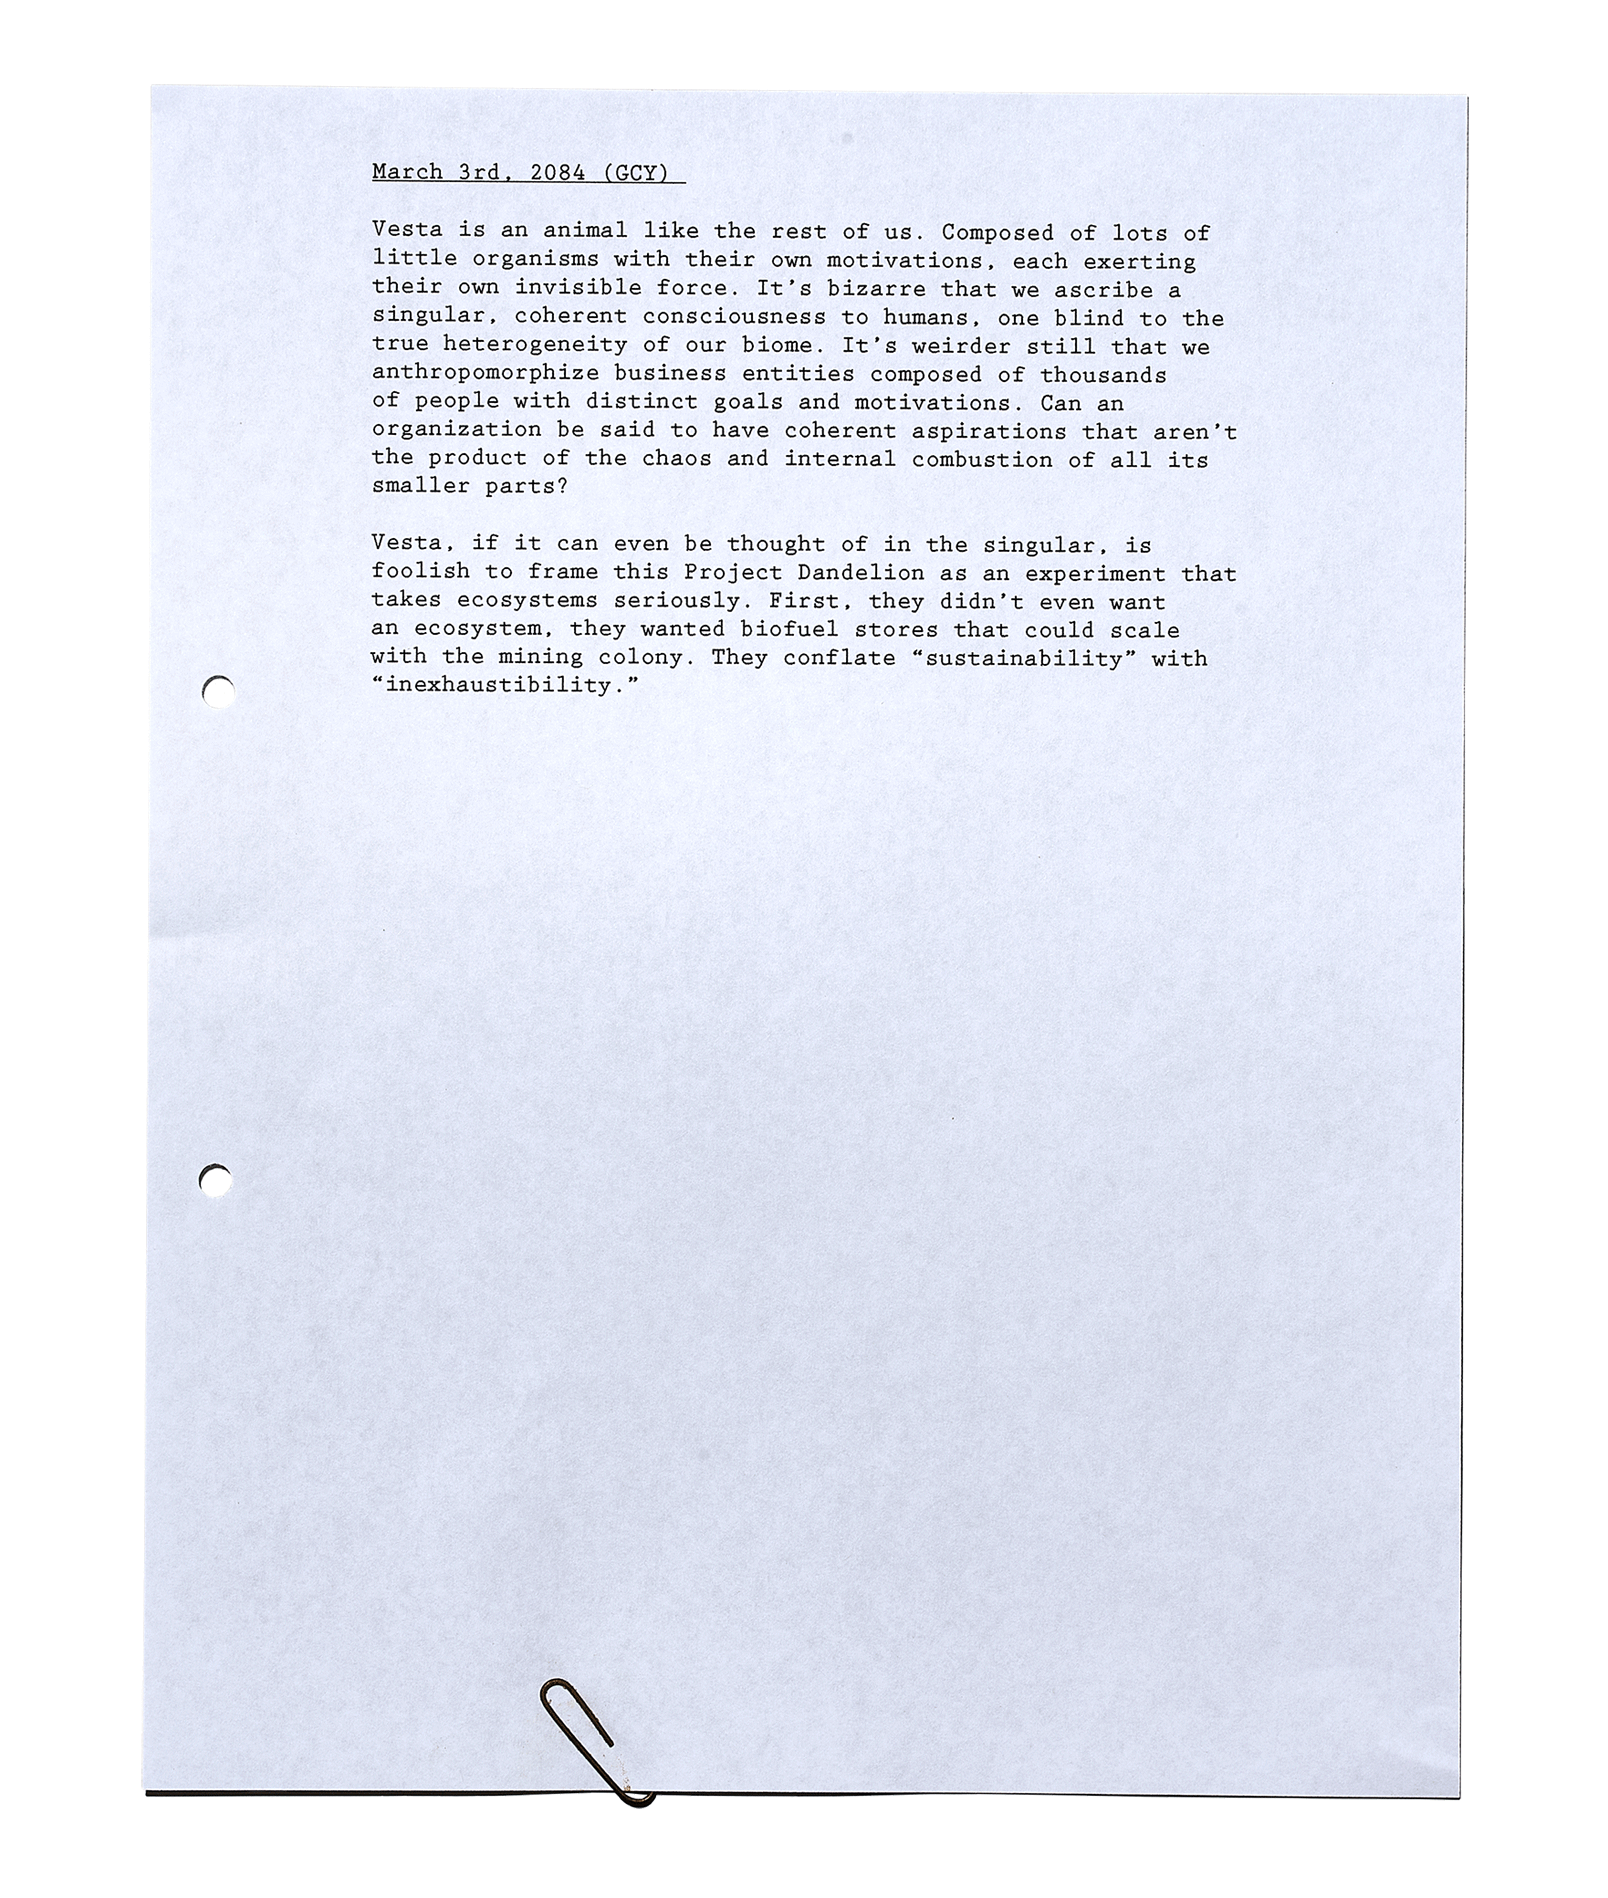 March 3rd, 2084 (GCY)
Vesta is an animal like the rest of us. Composed of lots of
little organisms with their own motivations, each exerting
their own invisible force. It’s bizarre that we ascribe a
singular, coherent consciousness to humans, one blind to the
true heterogeneity of our biome. It’s weirder still that we
anthropomorphize business entities composed of thousands
of people with distinct goals and motivations. Can an
organization be said to have coherent aspirations that aren’t
the product of the chaos and internal combustion of all its
smaller parts?
Vesta, if it can even be thought of in the singular, is
foolish to frame this Project Dandelion as an experiment that
takes ecosystems seriously. First, they didn’t even want
an ecosystem, they wanted biofuel stores that could scale
with the mining colony. They conflate “sustainability” with
“inexhaustibility.”